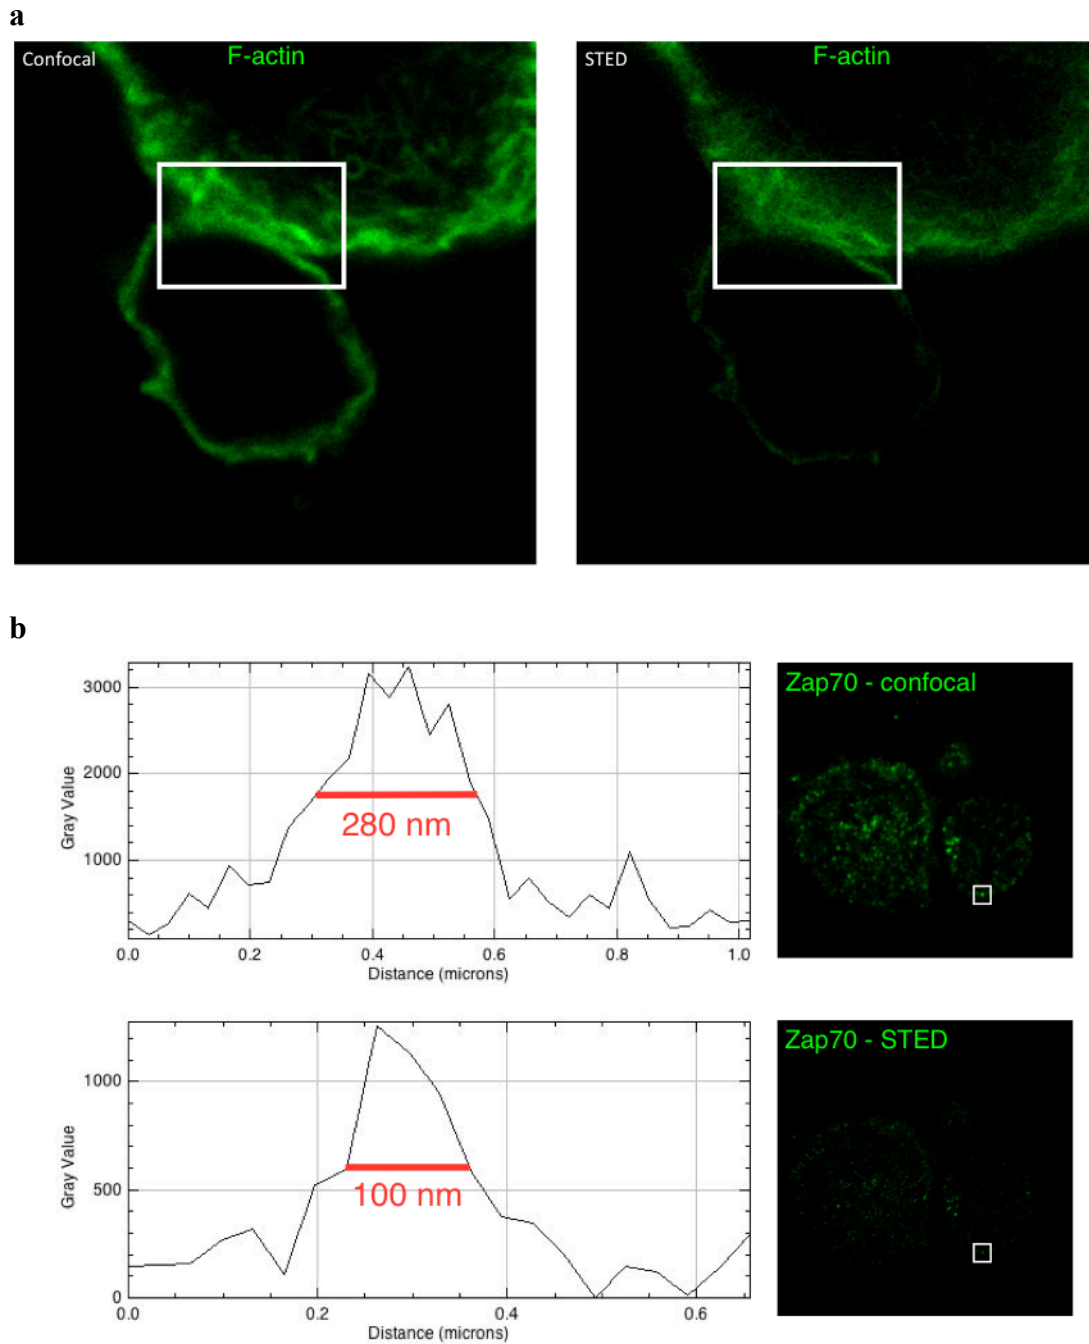 a
Confocal
F-actin
STED
F-actin
b
3000
2000
1000
Gray Value
280 nm
0.0
0.2
0.4
0.6
0.8
1.0
Distance (microns)
Zap70 - confocal
1000
500
0
Gray Value
100 nm
0.0
0.2
0.4
0.6
Distance (microns)
Zap70 - STED